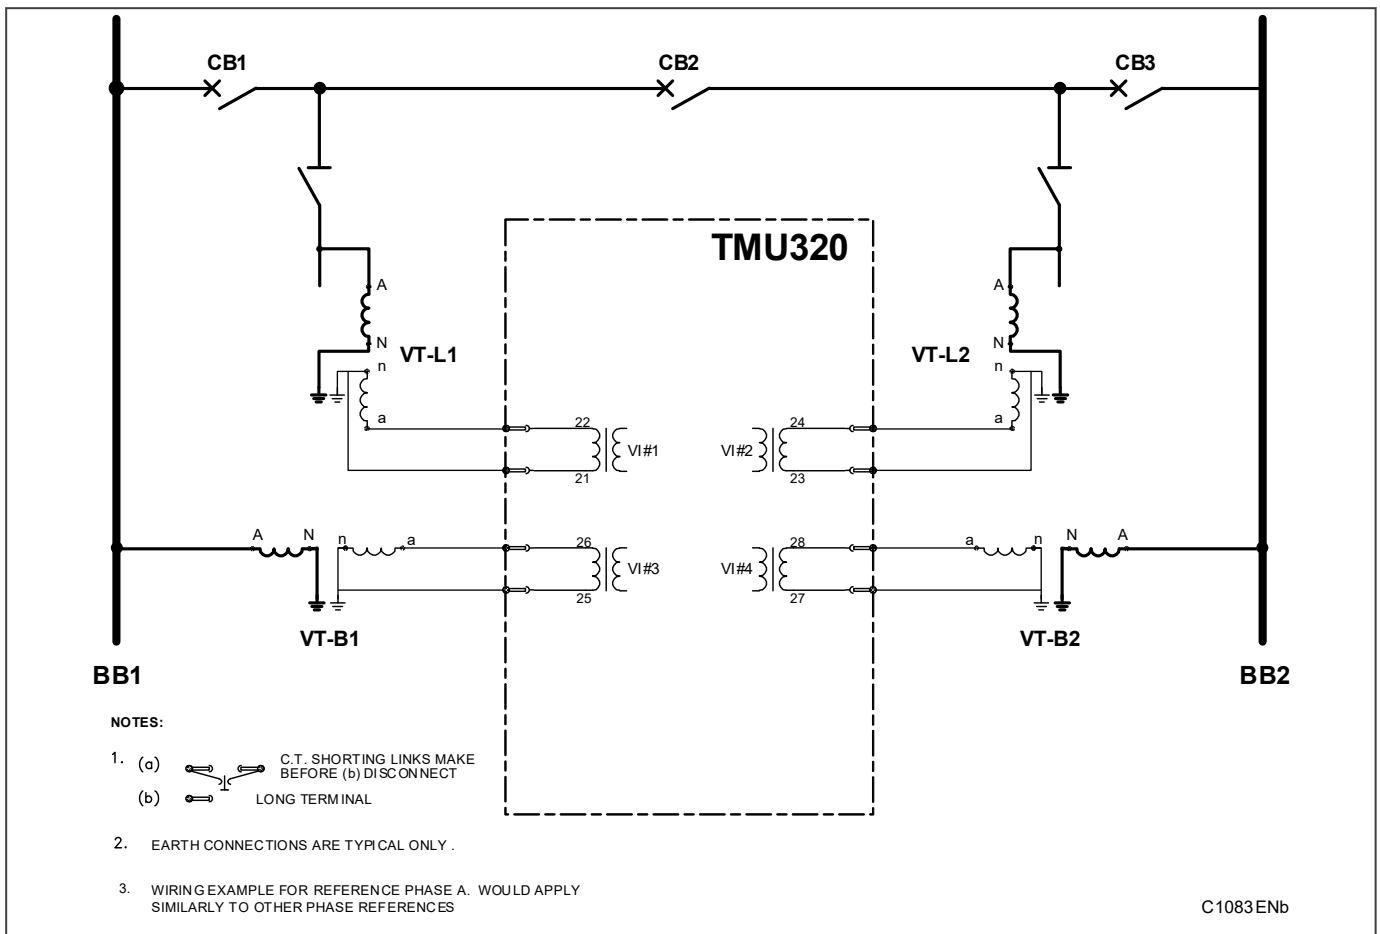 CB1 CB2 CB3
TMU320
A A
N N
VT-L1 VT-L2
n n
a a
22 24
VI#1 VI#2
21 23
A N n a a n N A
26 28
VI#3 VI#4
25 27
VT-B1 VT-B2
BB1 BB2
NOTES:
1. (a) C.T. SHORTING LINKS MAKE
BEFORE (b) DISCONNECT
(b) LONG TERMINAL
2. EARTH CONNECTIONS ARE TYPICAL ONLY .
3. WIRING EXAMPLE FOR REFERENCE PHASE A. WOULD APPLY
SIMILARLY TO OTHER PHASE REFERENCES
C1083ENb